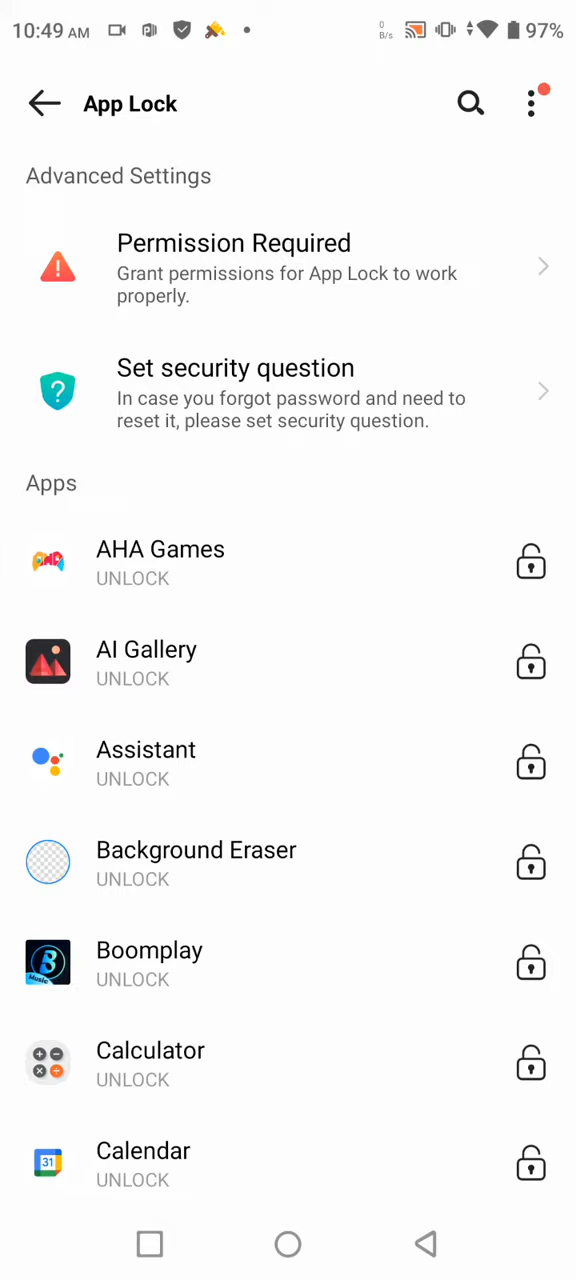 10:49 AM
0
B/s
97%
App Lock
Advanced Settings
Permission Required
Grant permissions for App Lock to work
properly.
Set security question
In case you forgot password and need to
reset it, please set security question.
Apps
AHA Games
UNLOCK
AI Gallery
UNLOCK
Assistant
UNLOCK
Background Eraser
UNLOCK
Boomplay
UNLOCK
Music
Calculator
UNLOCK
Calendar
UNLOCK
31